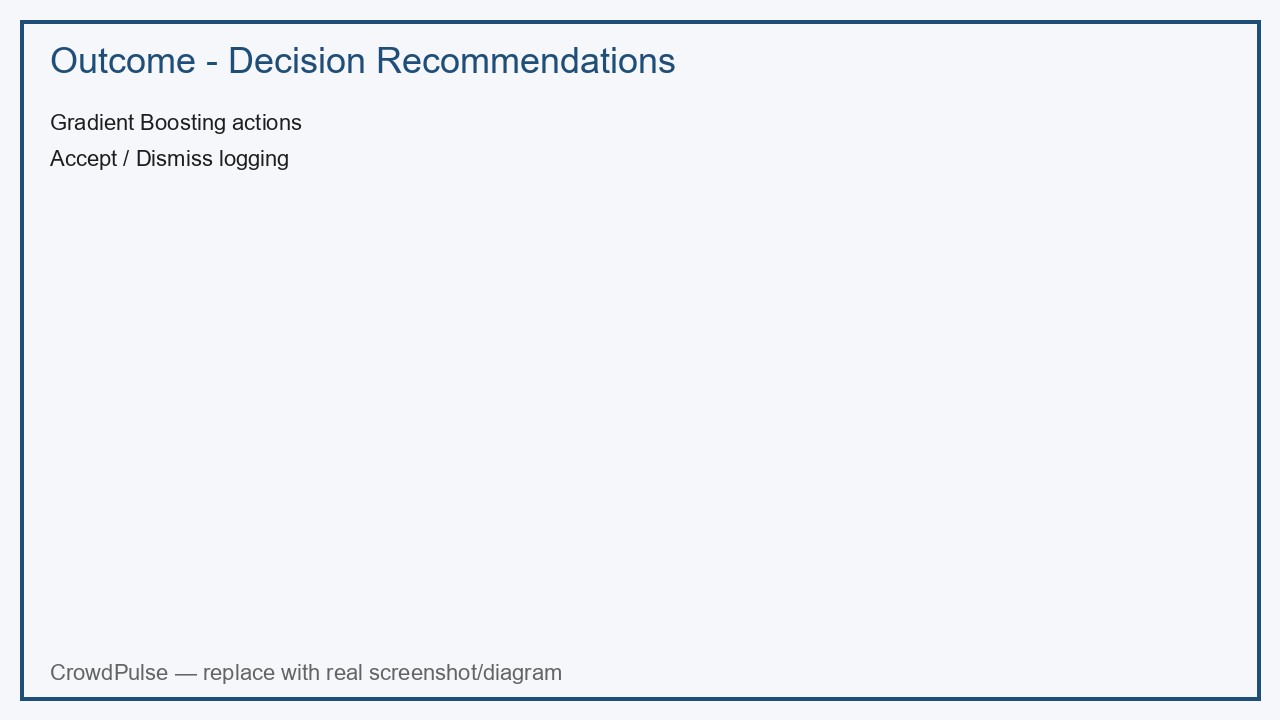 Outcome - Decision Recommendations
Gradient Boosting actions
Accept / Dismiss logging
CrowdPulse — replace with real screenshot/diagram